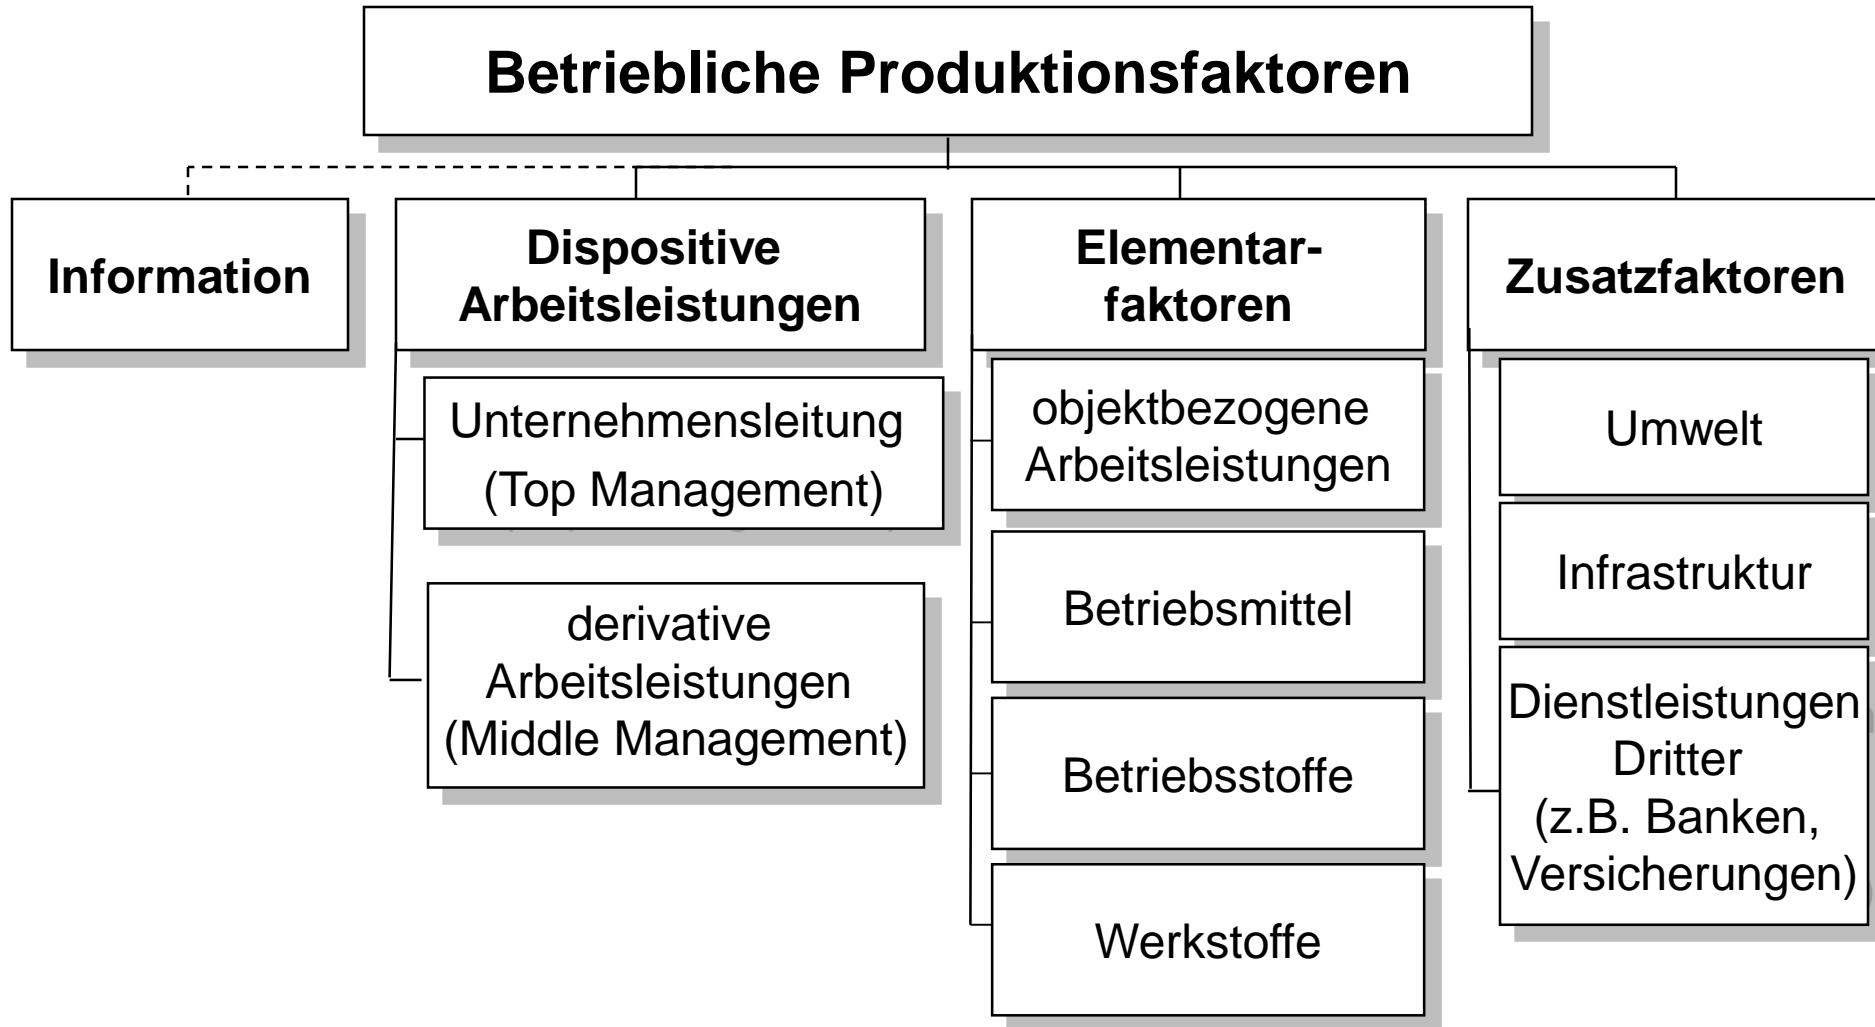 Betriebliche Produktionsfaktoren
Information
Dispositive
Arbeitsleistungen
Unternehmensleitung
(Top Management)
derivative
Arbeitsleistungen
(Middle Management)
Elementar-
faktoren
objektbezogene
Arbeitsleistungen
Betriebsmittel
Betriebsstoffe
Werkstoffe
Zusatzfaktoren
Umwelt
Infrastruktur
Dienstleistungen
Dritter
(z.B. Banken,
Versicherungen)